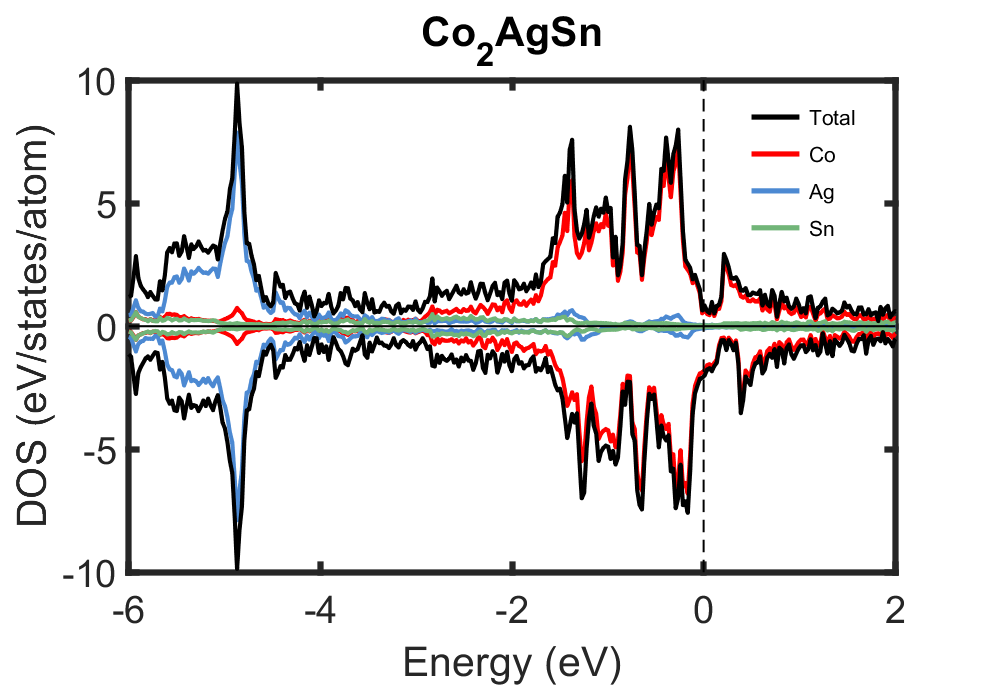 Co₂AgSn
DOS (eV/states/atom)
10
5
0
-5
-10
Total
Co
Ag
Sn
-6
-4
-2
0
2
Energy (eV)